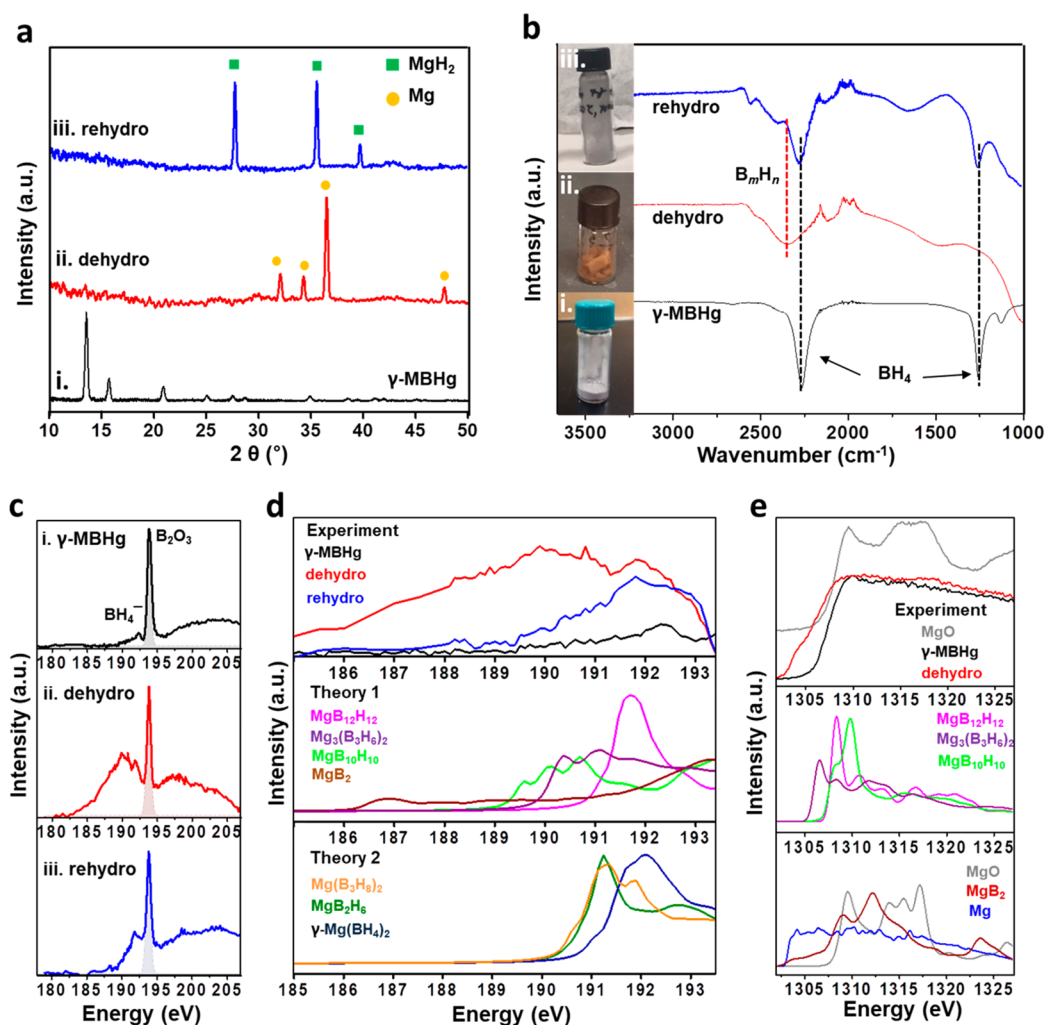 a
Intensity (a.u.)
MgH2
Mg
iii. rehydro
ii. dehydro
i.
γ-MBHg
10 15 20 25 30 35 40 45 50
2 θ (°)
b
Intensity (a.u.)
iii.
ii.
i.
rehydro
BmHn
dehydro
γ-MBHg
BH4
3500 3000 2500 2000 1500 1000
Wavenumber (cm-1)
c
Intensity (a.u.)
i. γ-MBHg
B2O3
BH4−
180 185 190 195 200 205
ii. dehydro
180 185 190 195 200 205
iii. rehydro
180 185 190 195 200 205
Energy (eV)
d
Intensity (a.u.)
Experiment
γ-MBHg
dehydro
rehydro
186 187 188 189 190 191 192 193
Theory 1
MgB12H12
Mg3(B3H6)2
MgB10H10
MgB2
186 187 188 189 190 191 192 193
Theory 2
Mg(B3H8)2
MgB2H6
γ-Mg(BH4)2
185 186 187 188 189 190 191 192 193
Energy (eV)
e
Intensity (a.u.)
Experiment
MgO
γ-MBHg
dehydro
1305 1310 1315 1320 1325
MgB12H12
Mg3(B3H6)2
MgB10H10
1305 1310 1315 1320 1325
MgO
MgB2
Mg
1305 1310 1315 1320 1325
Energy (eV)